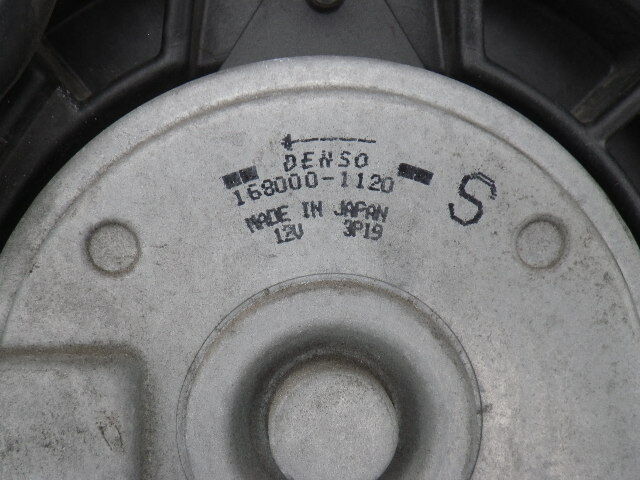 DENSO
168000-1120 S
MADE IN JAPAN
12V 3P19